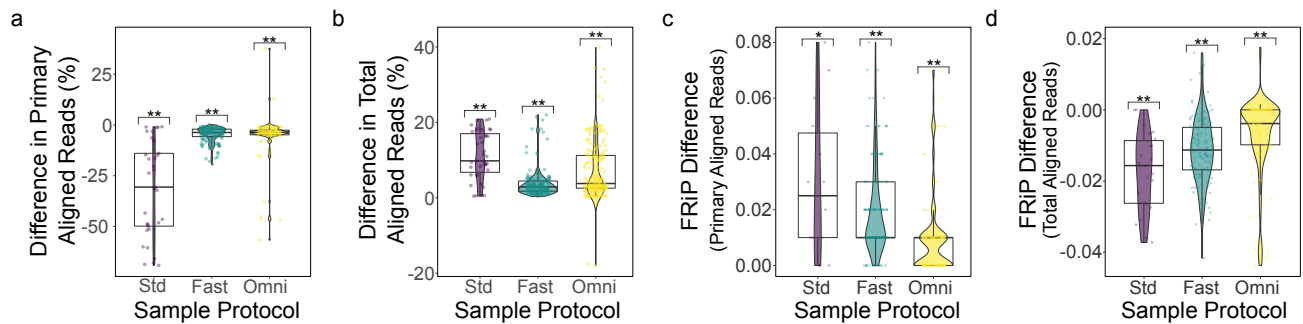 a
Difference in Primary
Aligned Reads (%)
25
0
-25
-50
**
**
**
Std
Fast
Omni
Sample Protocol
b
Difference in Total
Aligned Reads (%)
40
20
0
-20
**
**
**
Std
Fast
Omni
Sample Protocol
c
FRiP Difference
(Primary Aligned Reads)
0.08
0.06
0.04
0.02
0.00
*
**
**
Std
Fast
Omni
Sample Protocol
d
FRiP Difference
(Total Aligned Reads)
0.02
0.00
-0.02
-0.04
**
**
**
Std
Fast
Omni
Sample Protocol